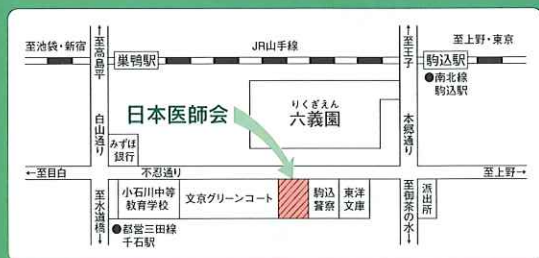 至池袋・新宿
←至高島平
巣鴨駅
JR山手線
←至王子
至上野・東京
駒込駅
●南北線
駒込駅
日本医師会
りくぎえん
六義園
白山通り
本郷通り
みずほ
銀行
←至目白
不忍通り
至上野→
至水道橋→
小石川中等
教育学校
文京グリーンコート
駒込
警察
東洋
文庫
至御茶の水→
派出所
●都営三田線
千石駅